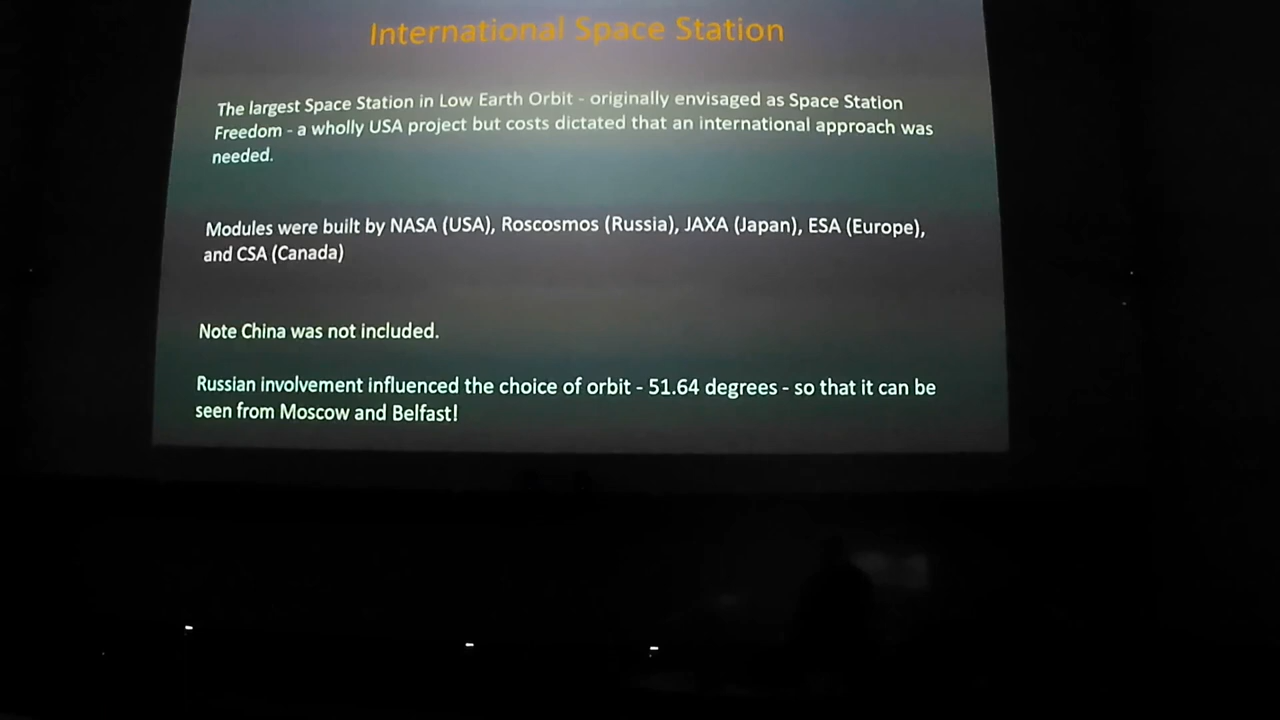 International Space Station
The largest Space Station in Low Earth Orbit - originally envisaged as Space Station
Freedom - a wholly USA project but costs dictated that an international approach was
needed.
Modules were built by NASA (USA), Roscosmos (Russia), JAXA (Japan), ESA (Europe),
and CSA (Canada)
Note China was not included.
Russian involvement influenced the choice of orbit - 51.64 degrees - so that it can be
seen from Moscow and Belfast!